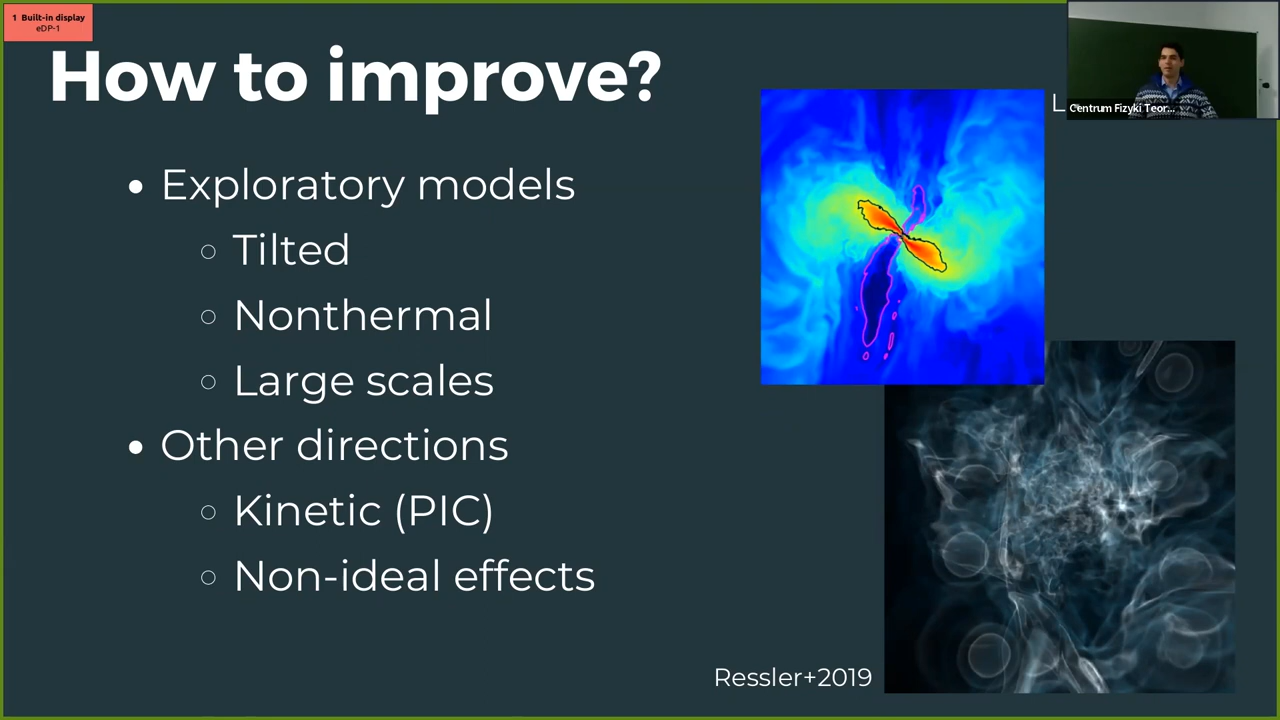 1 Built-in display
eDP-1
How to improve?
L
Centrum Fizyki Teor...
• Exploratory models
○ Tilted
○ Nonthermal
○ Large scales
• Other directions
○ Kinetic (PIC)
○ Non-ideal effects
Ressler+2019